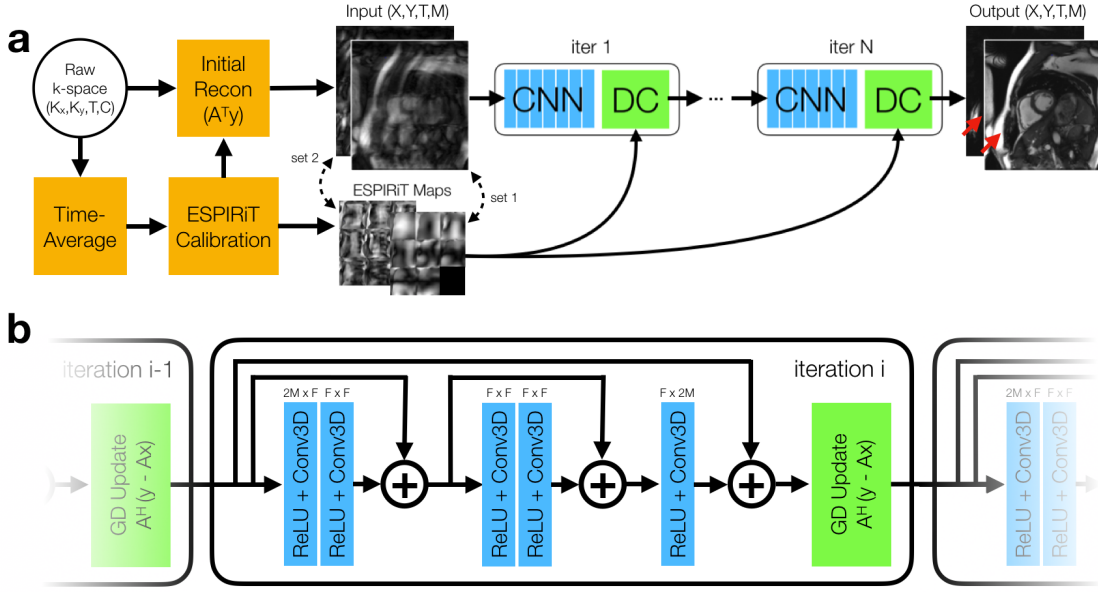 a
Raw
k-space
(Kx,Ky,T,C)
Initial
Recon
(Aᵀy)
Time-
Average
ESPIRiT
Calibration
Input (X,Y,T,M)
set 2
set 1
ESPIRiT Maps
iter 1
CNN
DC
...
iter N
CNN
DC
Output (X,Y,T,M)
b
iteration i-1
GD Update
Aᴴ(y - Ax)
iteration i
2M x F
F x F
ReLU + Conv3D
ReLU + Conv3D
+
F x F
F x F
ReLU + Conv3D
ReLU + Conv3D
+
F x 2M
ReLU + Conv3D
+
GD Update
Aᴴ(y - Ax)
2M x F
F x F
ReLU + Conv3D
ReLU + Conv3D